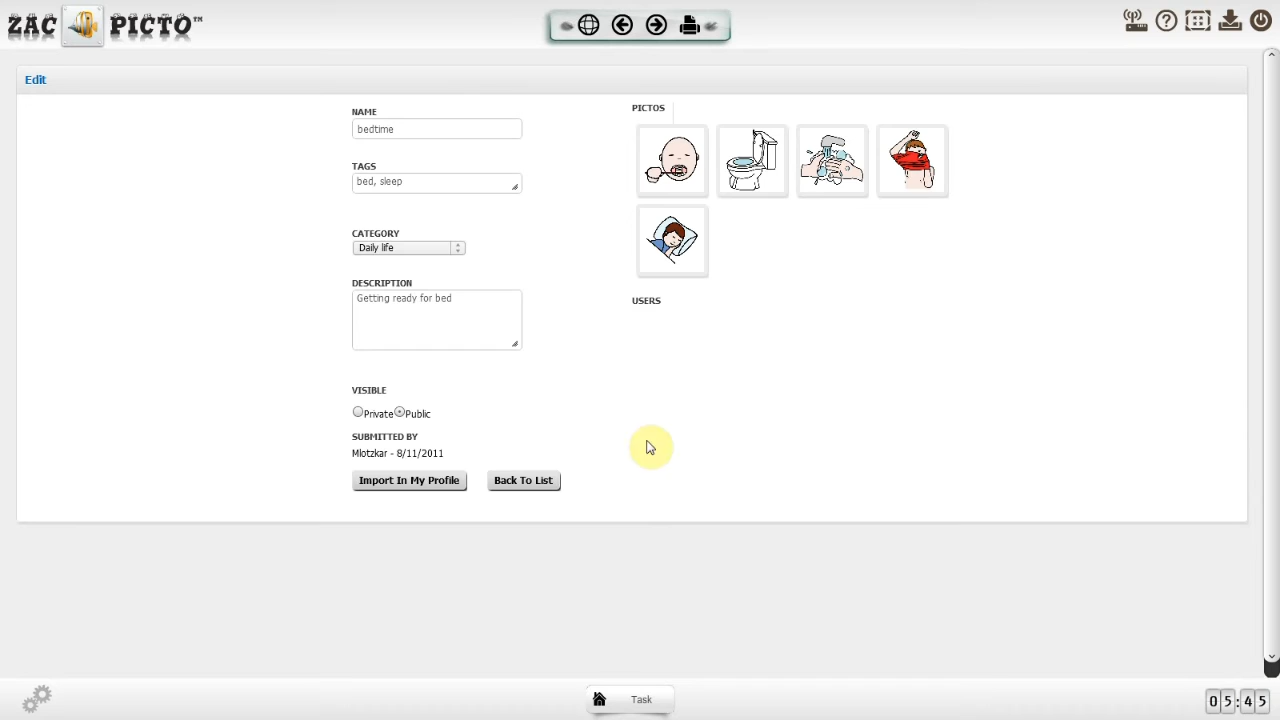 ZAC PICTO™
Edit
NAME
bedtime
TAGS
bed, sleep
CATEGORY
Daily life
DESCRIPTION
Getting ready for bed
VISIBLE
Private Public
SUBMITTED BY
Mlotzkar - 8/11/2011
Import In My Profile Back To List
PICTOS
USERS
Task
05:45